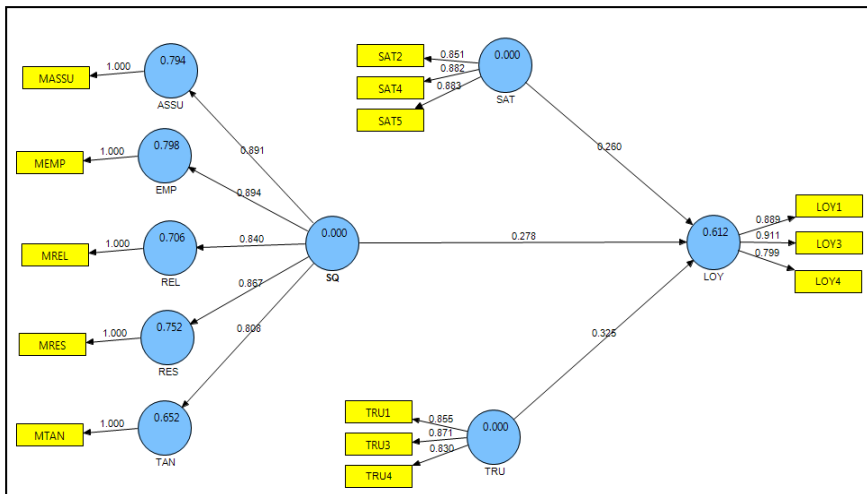 MASSU
1.000
0.794
ASSU
MEMP
1.000
0.798
EMP
MREL
1.000
0.706
REL
MRES
1.000
0.752
RES
MTAN
1.000
0.652
TAN
0.891
0.894
0.840
0.867
0.808
0.000
SQ
0.278
SAT2
0.851
SAT4
0.882
SAT5
0.883
0.000
SAT
0.260
TRU1
0.855
TRU3
0.871
TRU4
0.830
0.000
TRU
0.325
0.612
LOY
0.889
LOY1
0.911
LOY3
0.799
LOY4